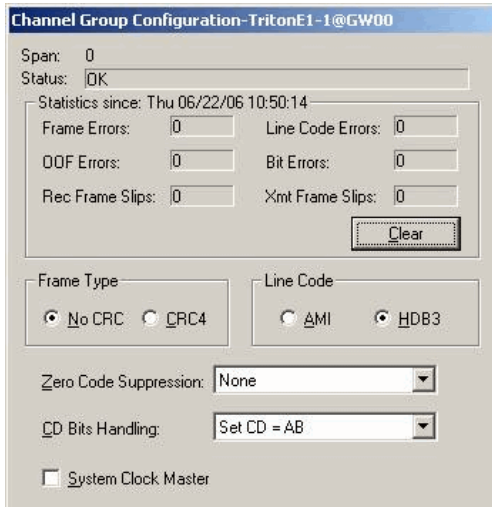 Channel Group Configuration-TritonE1-1@GW00
Span: 0
Status: OK
Statistics since: Thu 06/22/06 10:50:14
Frame Errors: 0 Line Code Errors: 0
OOF Errors: 0 Bit Errors: 0
Rec Frame Slips: 0 Xmt Frame Slips: 0
Clear
Frame Type Line Code
No CRC CRC4 AMI HDB3
Zero Code Suppression: None
CD Bits Handling: Set CD = AB
System Clock Master